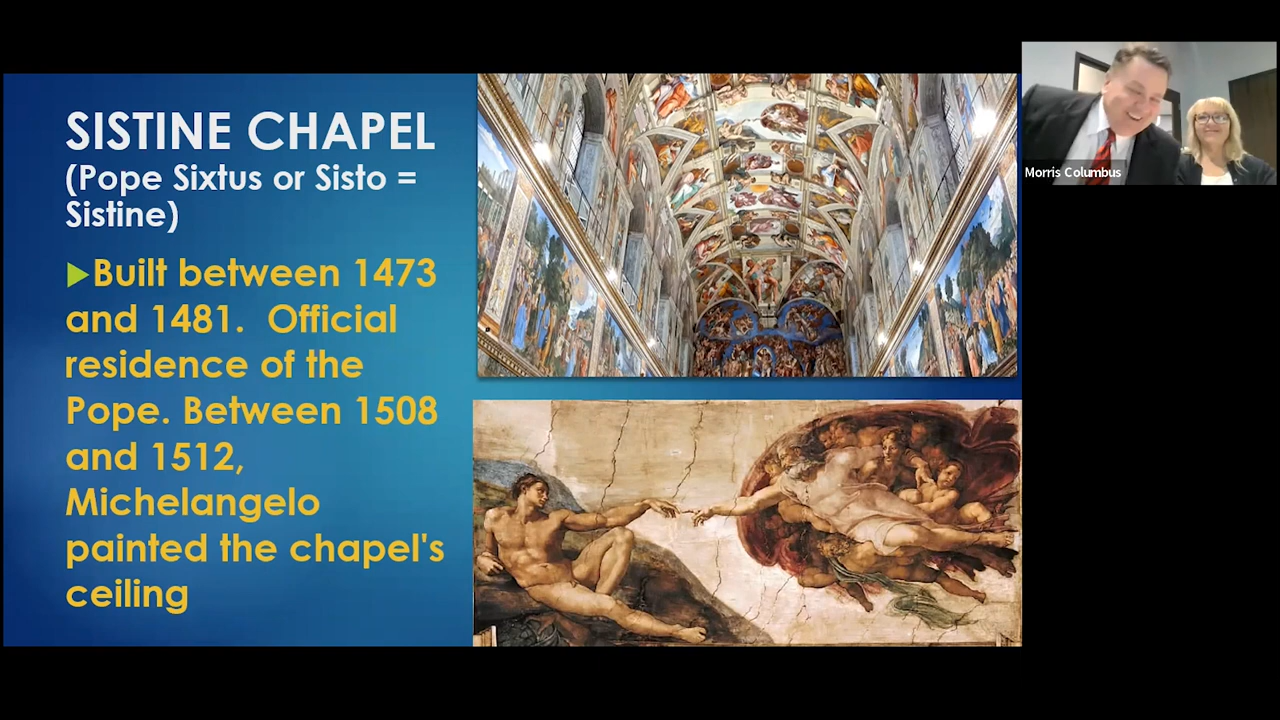 SISTINE CHAPEL
(Pope Sixtus or Sisto =
Sistine)
▶Built between 1473
and 1481.  Official
residence of the
Pope. Between 1508
and 1512,
Michelangelo
painted the chapel's
ceiling
Morris Columbus